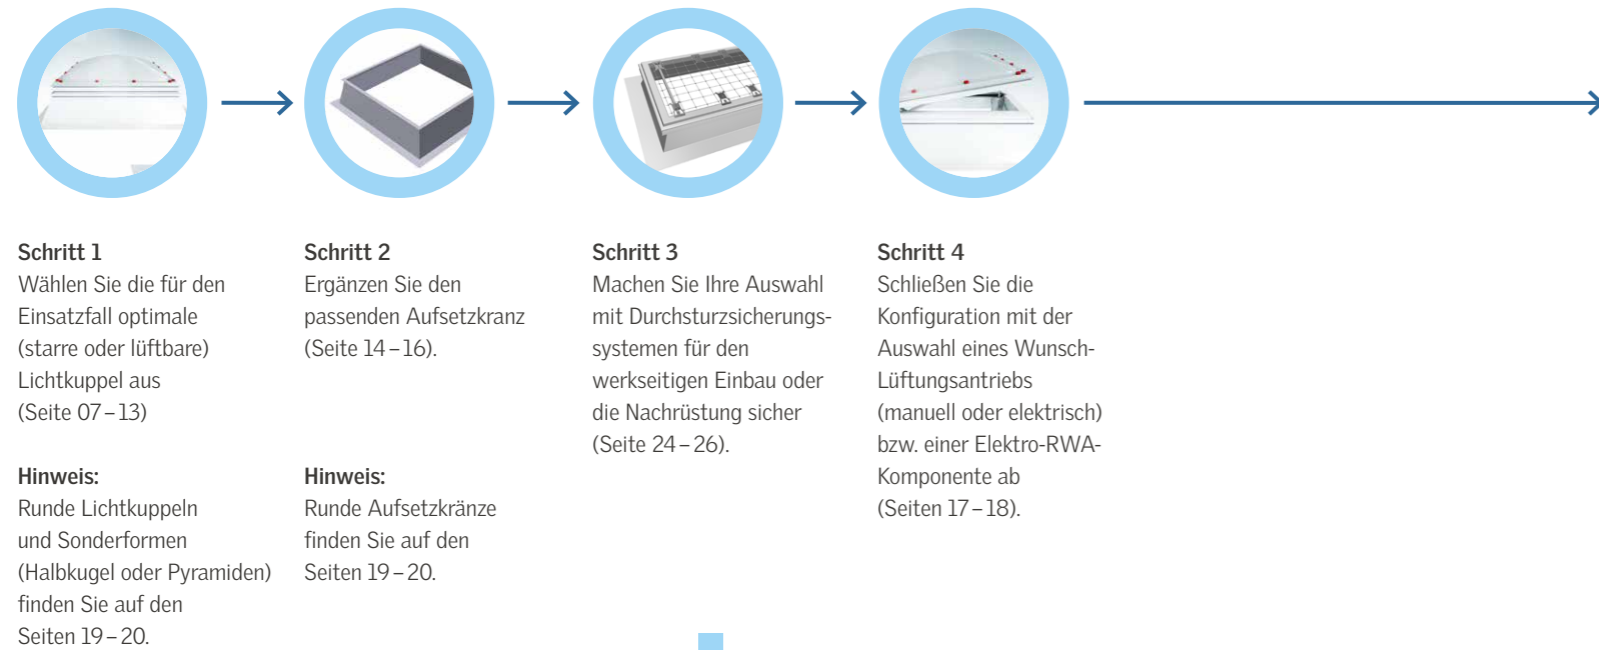 Schritt 1
Wählen Sie die für den
Einsatzfall optimale
(starre oder lüftbare)
Lichtkuppel aus
(Seite 07–13)
Hinweis:
Runde Lichtkuppeln
und Sonderformen
(Halbkugel oder Pyramiden)
finden Sie auf den
Seiten 19–20.
Schritt 2
Ergänzen Sie den
passenden Aufsetzkranz
(Seite 14–16).
Hinweis:
Runde Aufsetzkränze
finden Sie auf den
Seiten 19–20.
Schritt 3
Machen Sie Ihre Auswahl
mit Durchsturzsicherungs-
systemen für den
werkseitigen Einbau oder
die Nachrüstung sicher
(Seite 24–26).
Schritt 4
Schließen Sie die
Konfiguration mit der
Auswahl eines Wunsch-
Lüftungsantriebs
(manuell oder elektrisch)
bzw. einer Elektro-RWA-
Komponente ab
(Seiten 17–18).